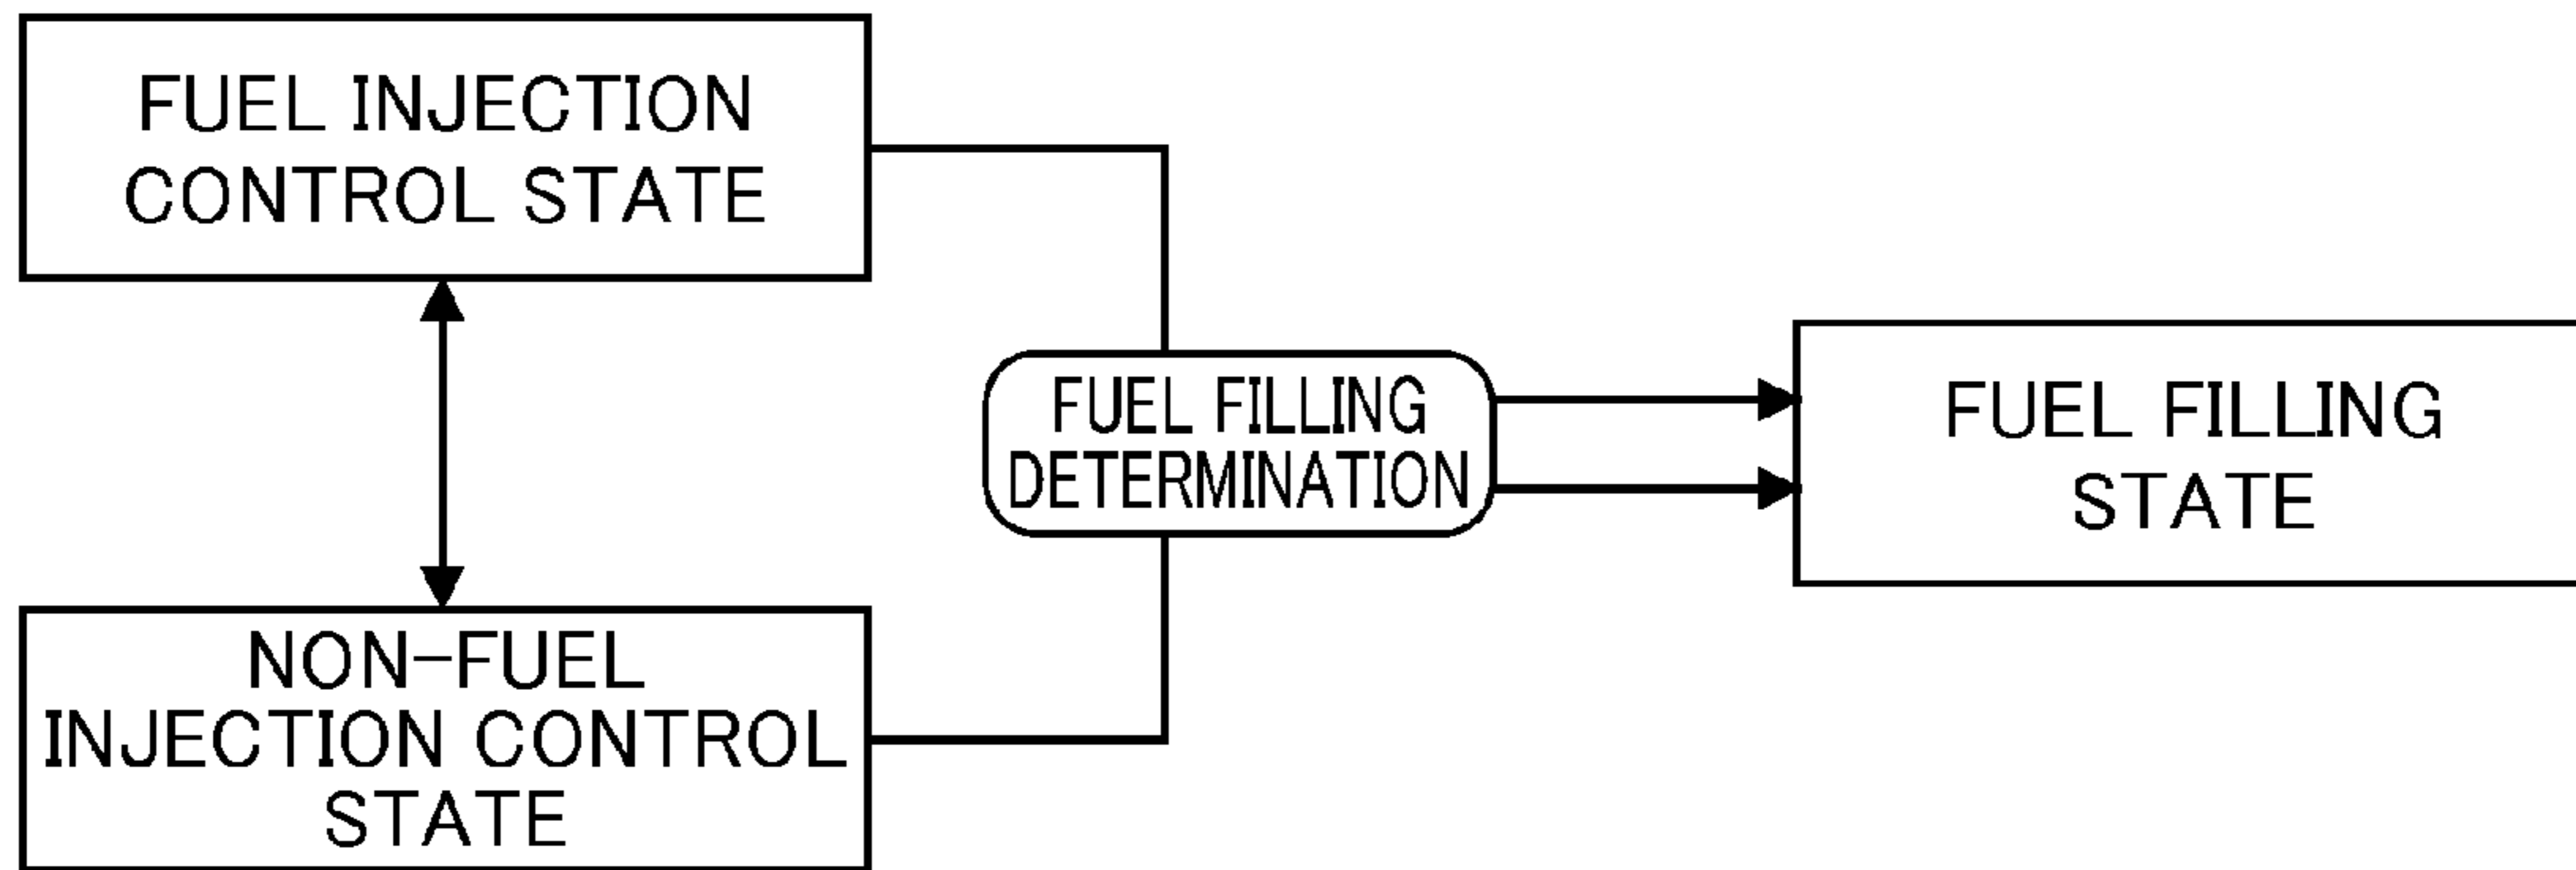 FUEL INJECTION
CONTROL STATE
FUEL FILLING
DETERMINATION
FUEL FILLING
STATE
NON-FUEL
INJECTION CONTROL
STATE